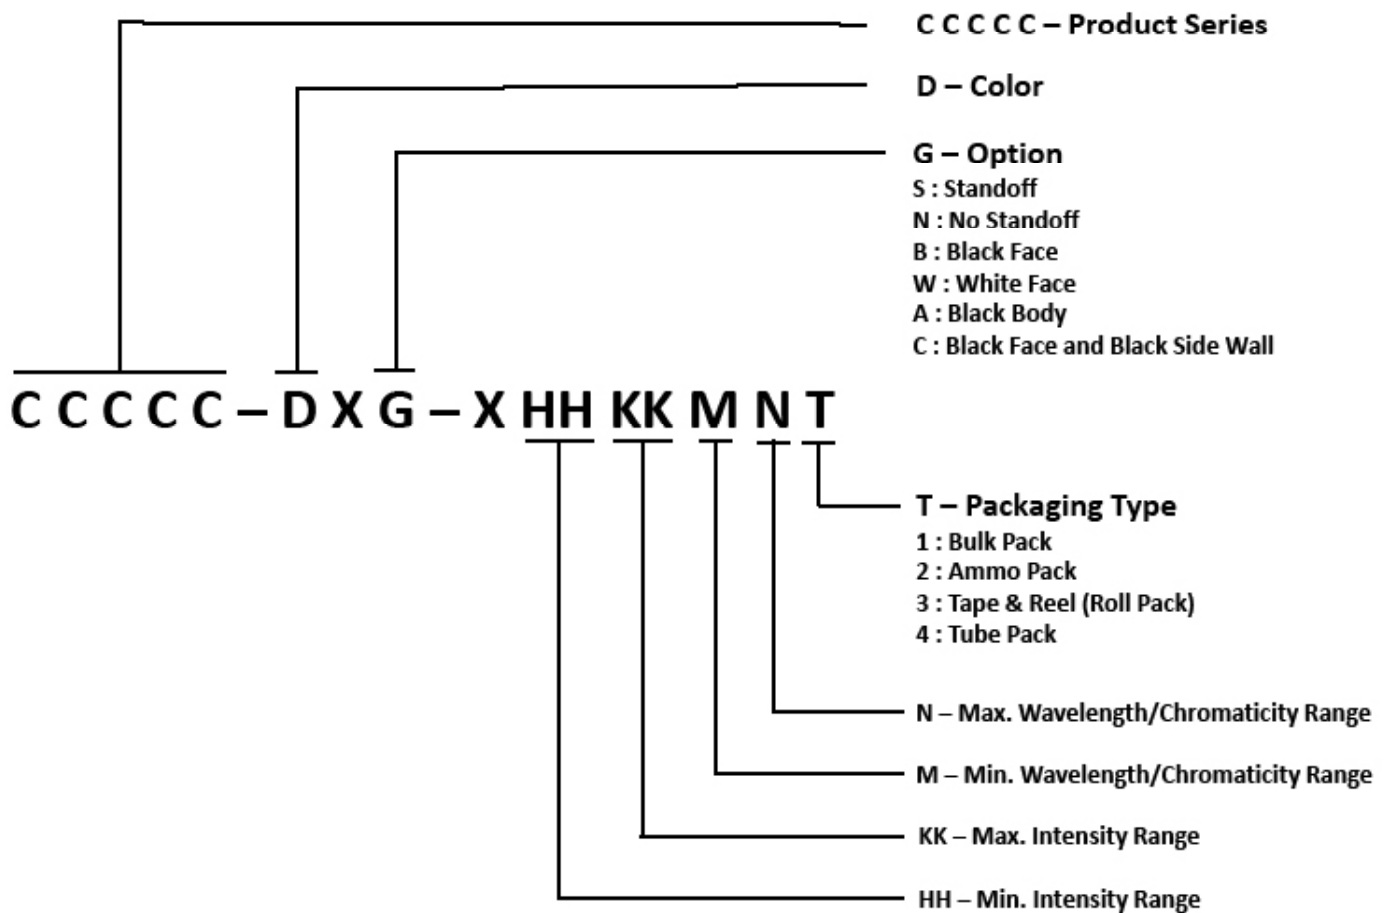 C C C C C – Product Series
D – Color
G – Option
S : Standoff
N : No Standoff
B : Black Face
W : White Face
A : Black Body
C : Black Face and Black Side Wall
C C C C C – D X G – X HH KK M N T
T – Packaging Type
1 : Bulk Pack
2 : Ammo Pack
3 : Tape & Reel (Roll Pack)
4 : Tube Pack
N – Max. Wavelength/Chromaticity Range
M – Min. Wavelength/Chromaticity Range
KK – Max. Intensity Range
HH – Min. Intensity Range